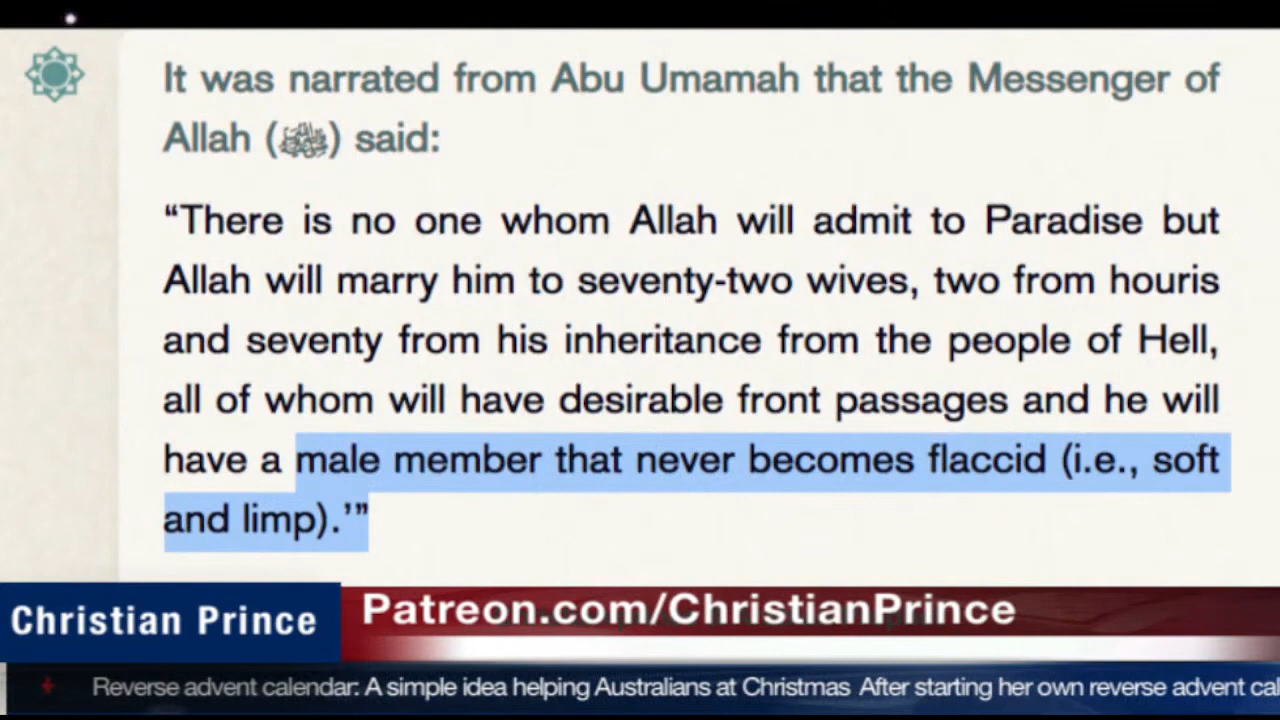 It was narrated from Abu Umamah that the Messenger of
Allah (ﷺ) said:
“There is no one whom Allah will admit to Paradise but
Allah will marry him to seventy-two wives, two from houris
and seventy from his inheritance from the people of Hell,
all of whom will have desirable front passages and he will
have a male member that never becomes flaccid (i.e., soft
and limp).’”
Christian Prince
Patreon.com/ChristianPrince
Reverse advent calendar: A simple idea helping Australians at Christmas After starting her own reverse advent cal